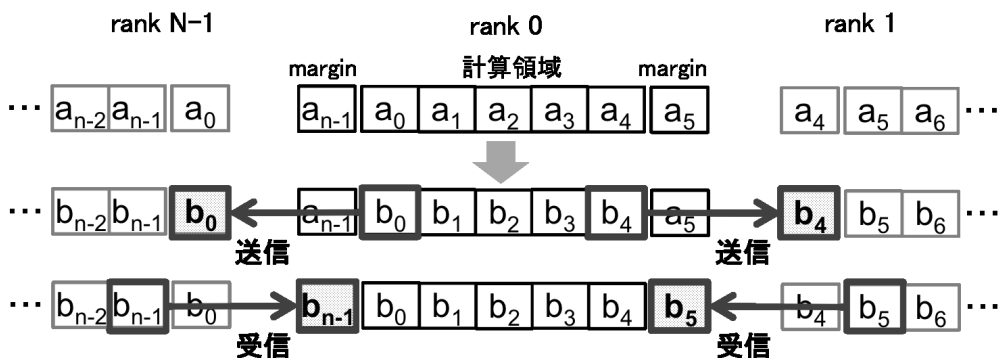 rank N-1 rank 0 rank 1
margin 計算領域 margin
… a_{n-2} a_{n-1} a_0 a_{n-1} a_0 a_1 a_2 a_3 a_4 a_5 a_4 a_5 a_6 …
… b_{n-2} b_{n-1} b_0 a_{n-1} b_0 b_1 b_2 b_3 b_4 a_5 b_4 b_5 b_6 …
送信 送信
… b_{n-2} b_{n-1} b_0 b_{n-1} b_0 b_1 b_2 b_3 b_4 b_5 b_4 b_5 b_6 …
受信 受信